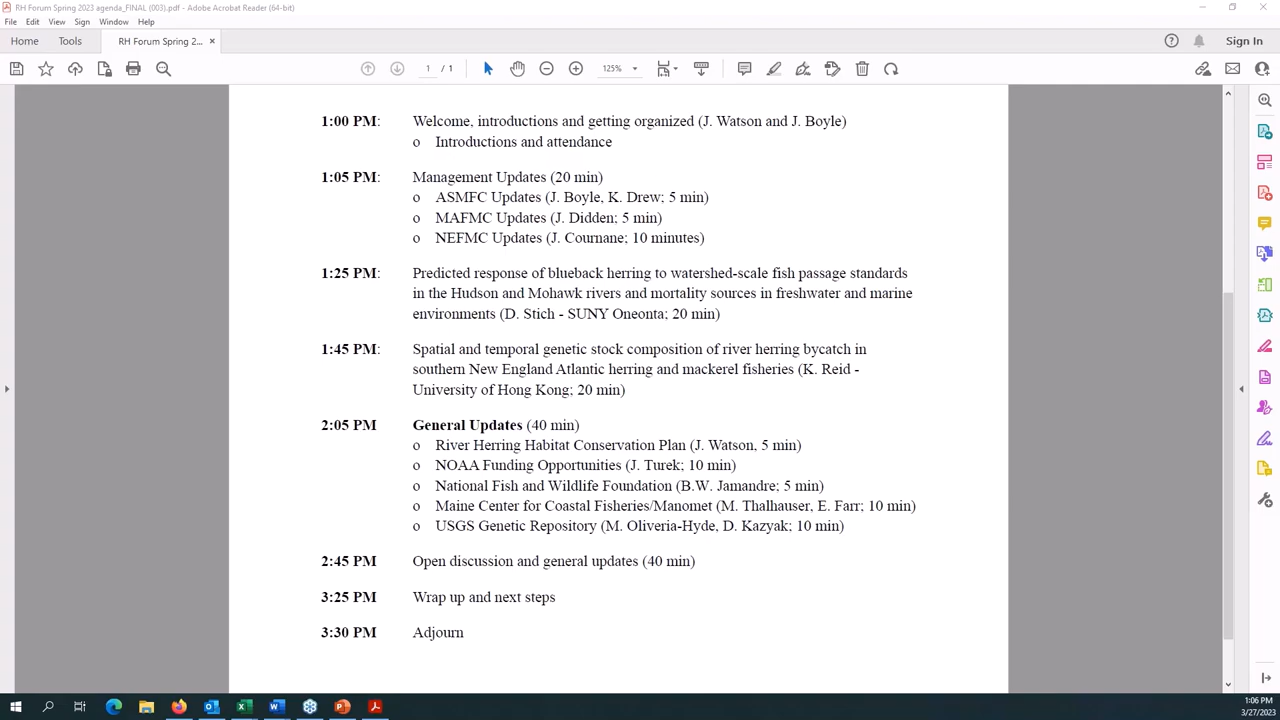 RH Forum Spring 2023 agenda_FINAL (003).pdf - Adobe Acrobat Reader (64-bit)
File Edit View Sign Window Help
Home Tools RH Forum Spring 2... × Sign In
1 / 1 125%
1:00 PM: Welcome, introductions and getting organized (J. Watson and J. Boyle)
o Introductions and attendance
1:05 PM: Management Updates (20 min)
o ASMFC Updates (J. Boyle, K. Drew; 5 min)
o MAFMC Updates (J. Didden; 5 min)
o NEFMC Updates (J. Cournane; 10 minutes)
1:25 PM: Predicted response of blueback herring to watershed-scale fish passage standards
in the Hudson and Mohawk rivers and mortality sources in freshwater and marine
environments (D. Stich - SUNY Oneonta; 20 min)
1:45 PM: Spatial and temporal genetic stock composition of river herring bycatch in
southern New England Atlantic herring and mackerel fisheries (K. Reid -
University of Hong Kong; 20 min)
2:05 PM General Updates (40 min)
o River Herring Habitat Conservation Plan (J. Watson, 5 min)
o NOAA Funding Opportunities (J. Turek; 10 min)
o National Fish and Wildlife Foundation (B.W. Jamandre; 5 min)
o Maine Center for Coastal Fisheries/Manomet (M. Thalhauser, E. Farr; 10 min)
o USGS Genetic Repository (M. Oliveria-Hyde, D. Kazyak; 10 min)
2:45 PM Open discussion and general updates (40 min)
3:25 PM Wrap up and next steps
3:30 PM Adjourn
1:06 PM
3/27/2023